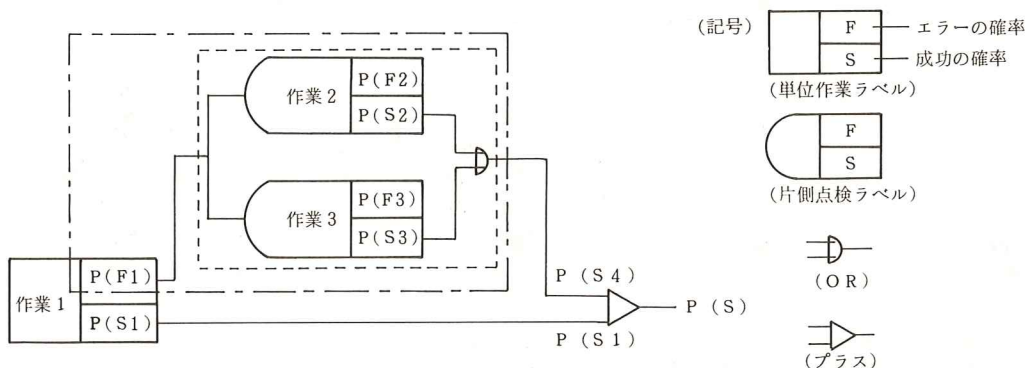 作業1
P(F1)
P(S1)
作業2
P(F2)
P(S2)
作業3
P(F3)
P(S3)
P(S4)
P(S1)
P(S)
(記号)
F
エラーの確率
S
成功の確率
(単位作業ラベル)
F
S
(片側点検ラベル)
(OR)
(プラス)